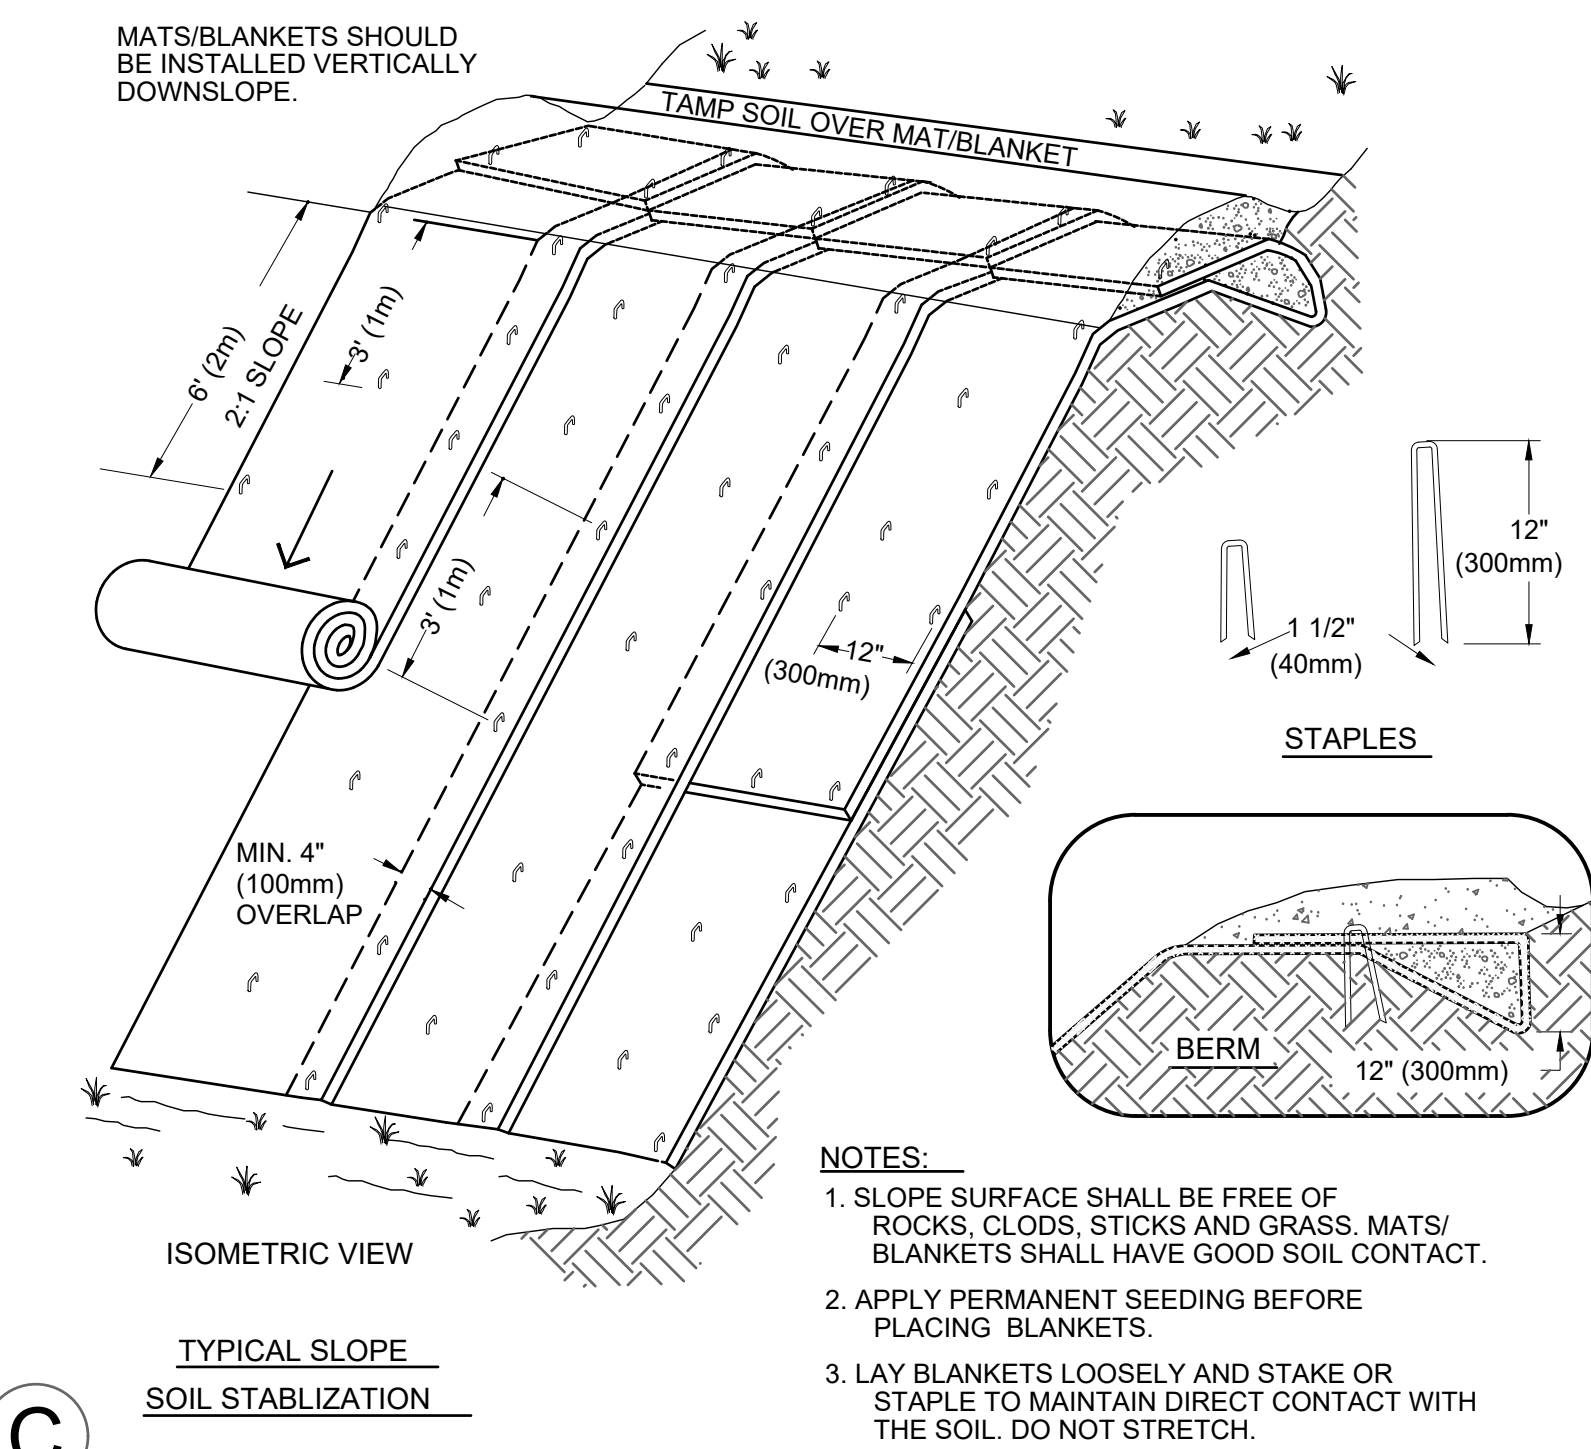 MATS/BLANKETS SHOULD
BE INSTALLED VERTICALLY
DOWNSLOPE.
TAMP SOIL OVER MAT/BLANKET
6' (2m)
2:1 SLOPE
3' (1m)
3' (1m)
12"
(300mm)
MIN. 4"
(100mm)
OVERLAP
12"
(300mm)
1 1/2"
(40mm)
STAPLES
BERM
12" (300mm)
ISOMETRIC VIEW
TYPICAL SLOPE
SOIL STABLIZATION
C
NOTES:
1. SLOPE SURFACE SHALL BE FREE OF
ROCKS, CLODS, STICKS AND GRASS. MATS/
BLANKETS SHALL HAVE GOOD SOIL CONTACT.
2. APPLY PERMANENT SEEDING BEFORE
PLACING BLANKETS.
3. LAY BLANKETS LOOSELY AND STAKE OR
STAPLE TO MAINTAIN DIRECT CONTACT WITH
THE SOIL. DO NOT STRETCH.